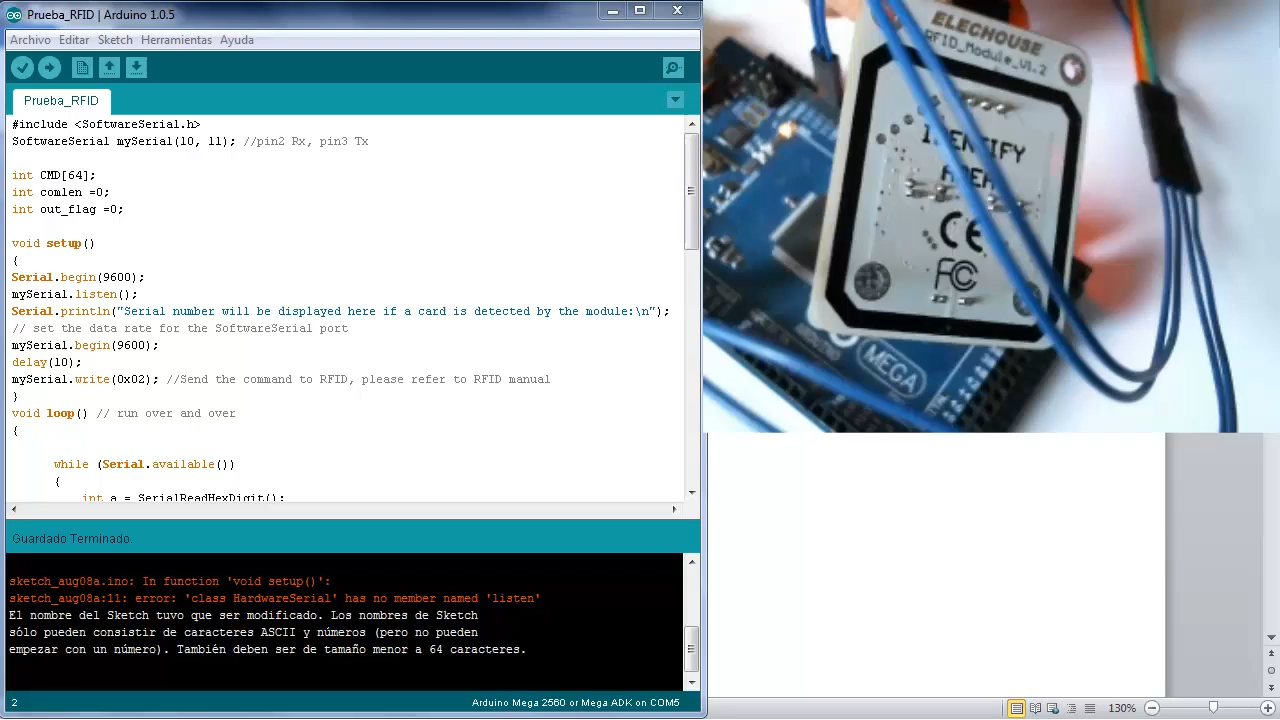 Prueba_RFID | Arduino 1.0.5
Archivo Editar Sketch Herramientas Ayuda
Prueba_RFID
#include <SoftwareSerial.h>
SoftwareSerial mySerial(10, 11); //pin2 Rx, pin3 Tx
int CMD[64];
int comlen =0;
int out_flag =0;
void setup()
{
Serial.begin(9600);
mySerial.listen();
Serial.println("Serial number will be displayed here if a card is detected by the module:\n");
// set the data rate for the SoftwareSerial port
mySerial.begin(9600);
delay(10);
mySerial.write(0x02); //Send the command to RFID, please refer to RFID manual
}
void loop() // run over and over
{
while (Serial.available())
{
int a = SerialReadHexDigit();
Guardado Terminado.
sketch_aug08a.ino: In function 'void setup()':
sketch_aug08a:11: error: 'class HardwareSerial' has no member named 'listen'
El nombre del Sketch tuvo que ser modificado. Los nombres de Sketch
sólo pueden consistir de caracteres ASCII y números (pero no pueden
empezar con un número). También deben ser de tamaño menor a 64 caracteres.
2
Arduino Mega 2560 or Mega ADK on COM5
ELECHOUSE
RFID_Module_V1.2
IDENTIFY
AREA
CE
FC
MEGA
130%